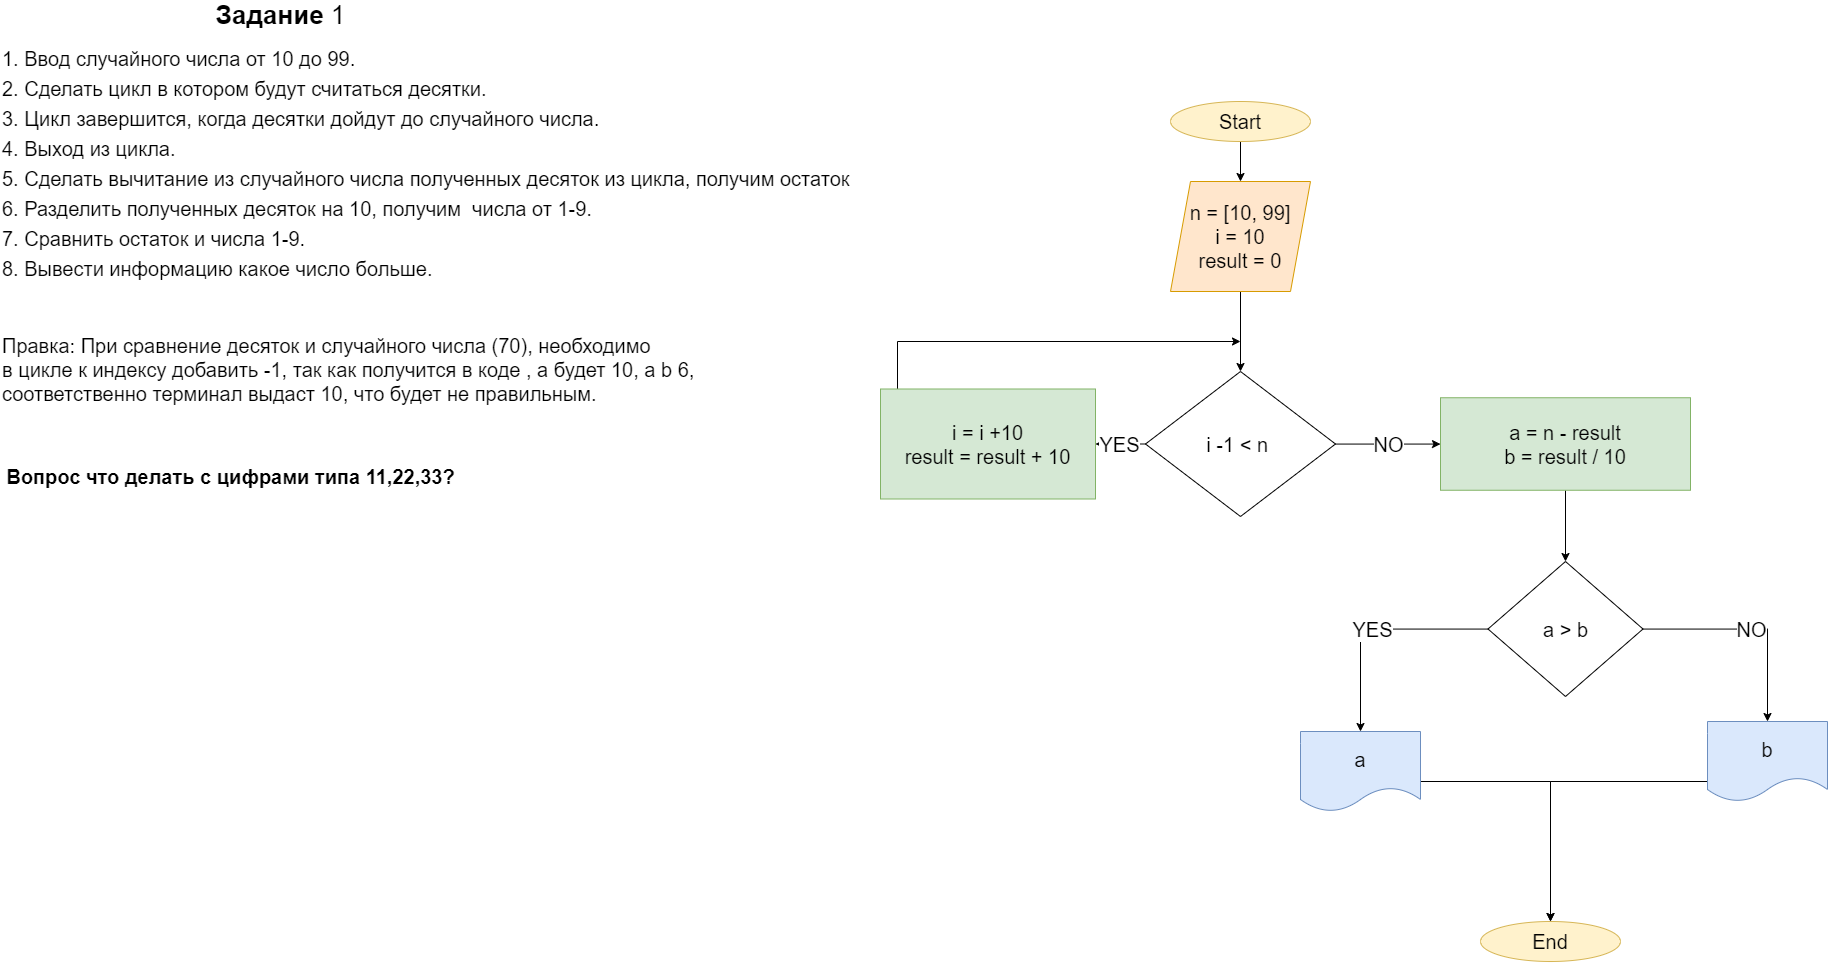 Задание 1
1. Ввод случайного числа от 10 до 99.
2. Сделать цикл в котором будут считаться десятки.
3. Цикл завершится, когда десятки дойдут до случайного числа.
4. Выход из цикла.
5. Сделать вычитание из случайного числа полученных десяток из цикла, получим остаток
6. Разделить полученных десяток на 10, получим  числа от 1-9.
7. Сравнить остаток и числа 1-9.
8. Вывести информацию какое число больше.
Правка: При сравнение десяток и случайного числа (70), необходимо
в цикле к индексу добавить -1, так как получится в коде , а будет 10, а b 6,
соответственно терминал выдаст 10, что будет не правильным.
Вопрос что делать с цифрами типа 11,22,33?
Start
n = [10, 99]
i = 10
result = 0
i = i +10
result = result + 10
YES
i -1 < n
NO
a = n - result
b = result / 10
YES
a > b
NO
a
b
End